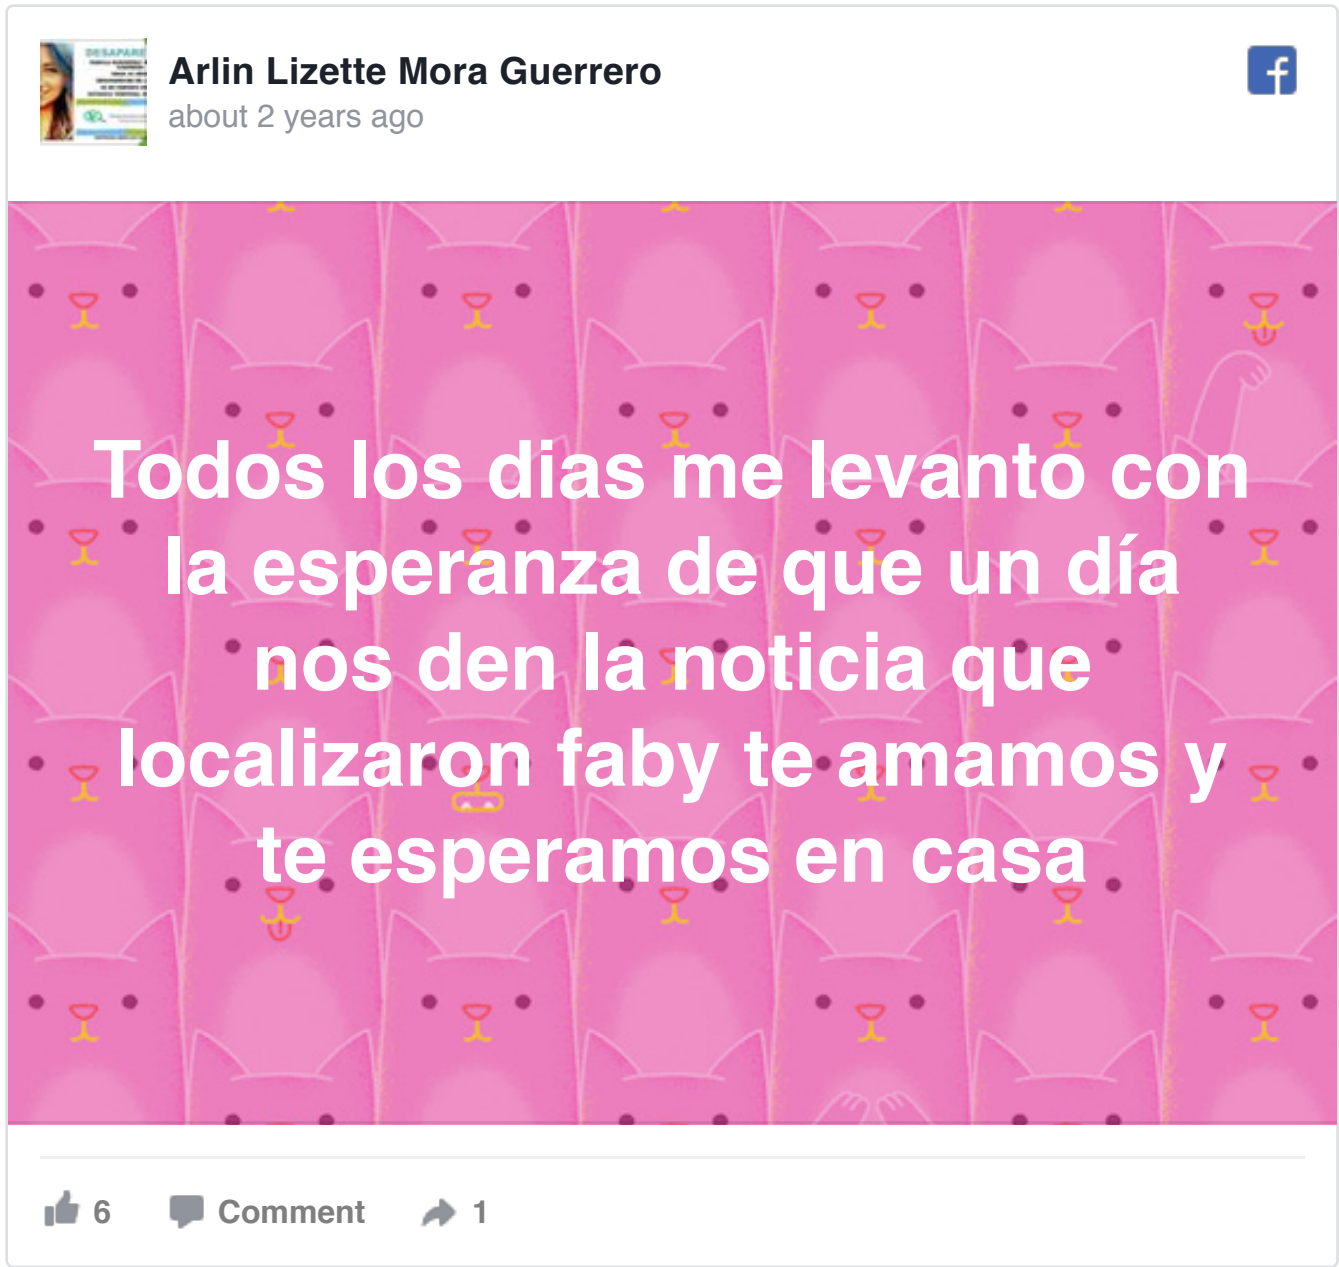 Arlin Lizette Mora Guerrero
about 2 years ago
Todos los dias me levanto con
la esperanza de que un día
nos den la noticia que
localizaron faby te amamos y
te esperamos en casa
6 Comment 1